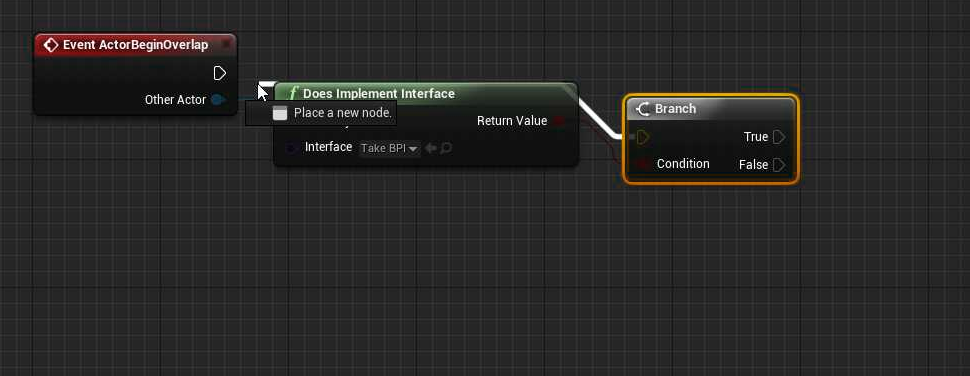 Event ActorBeginOverlap
Other Actor
f Does Implement Interface
Place a new node.
Return Value
Interface Take BPI
Branch
True
Condition
False